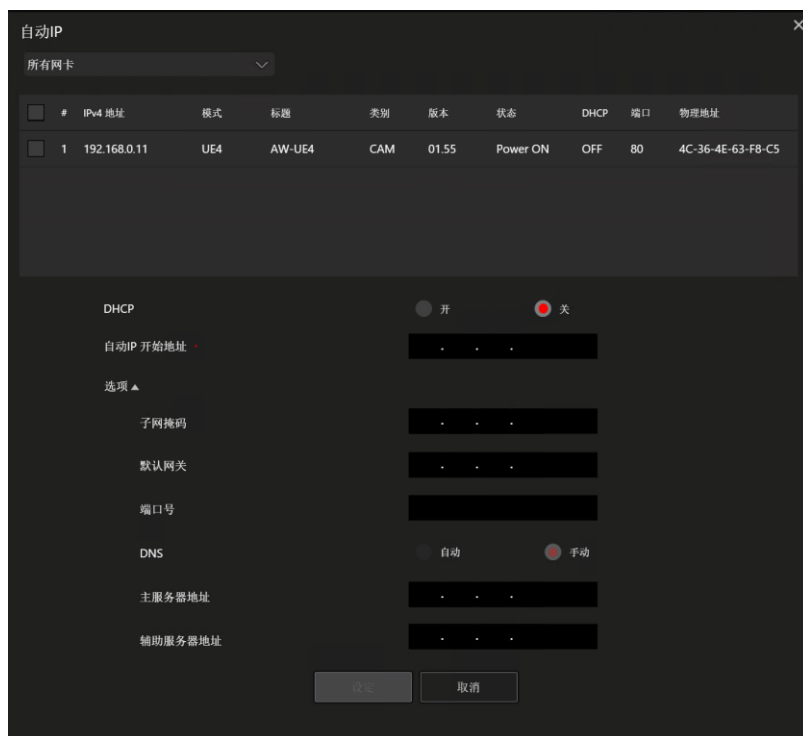 自动IP
所有网卡
# IPv4 地址 模式 标题 类别 版本 状态 DHCP 端口 物理地址
1 192.168.0.11 UE4 AW-UE4 CAM 01.55 Power ON OFF 80 4C-36-4E-63-F8-C5
DHCP 开 关
自动IP 开始地址 * . . .
选项▲
子网掩码 . . .
默认网关 . . .
端口号
DNS 自动 手动
主服务器地址 . . .
辅助服务器地址 . . .
设定 取消